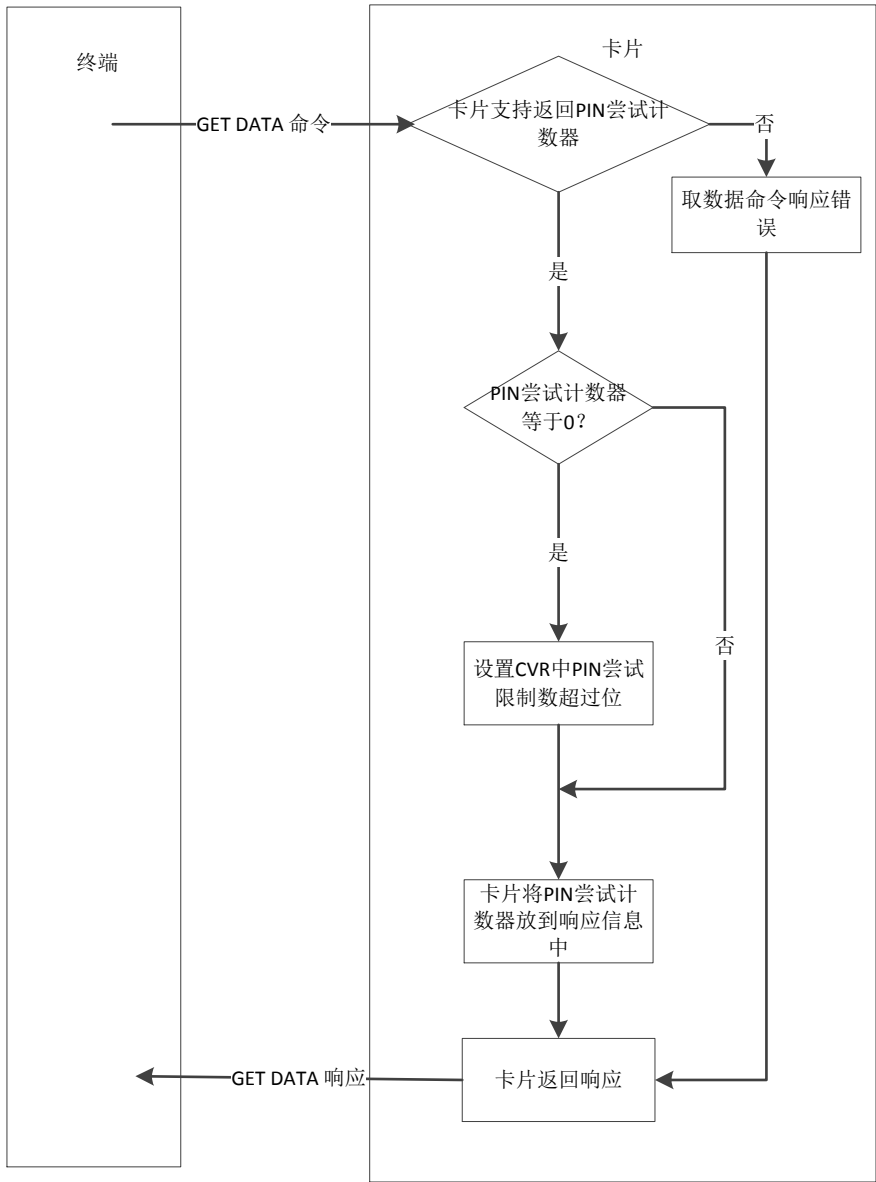 终端
卡片
GET DATA 命令
卡片支持返回PIN尝试计
数器
否
取数据命令响应错
误
是
PIN尝试计数器
等于0?
是
否
设置CVR中PIN尝试
限制数超过位
卡片将PIN尝试计
数器放到响应信息
中
GET DATA 响应
卡片返回响应